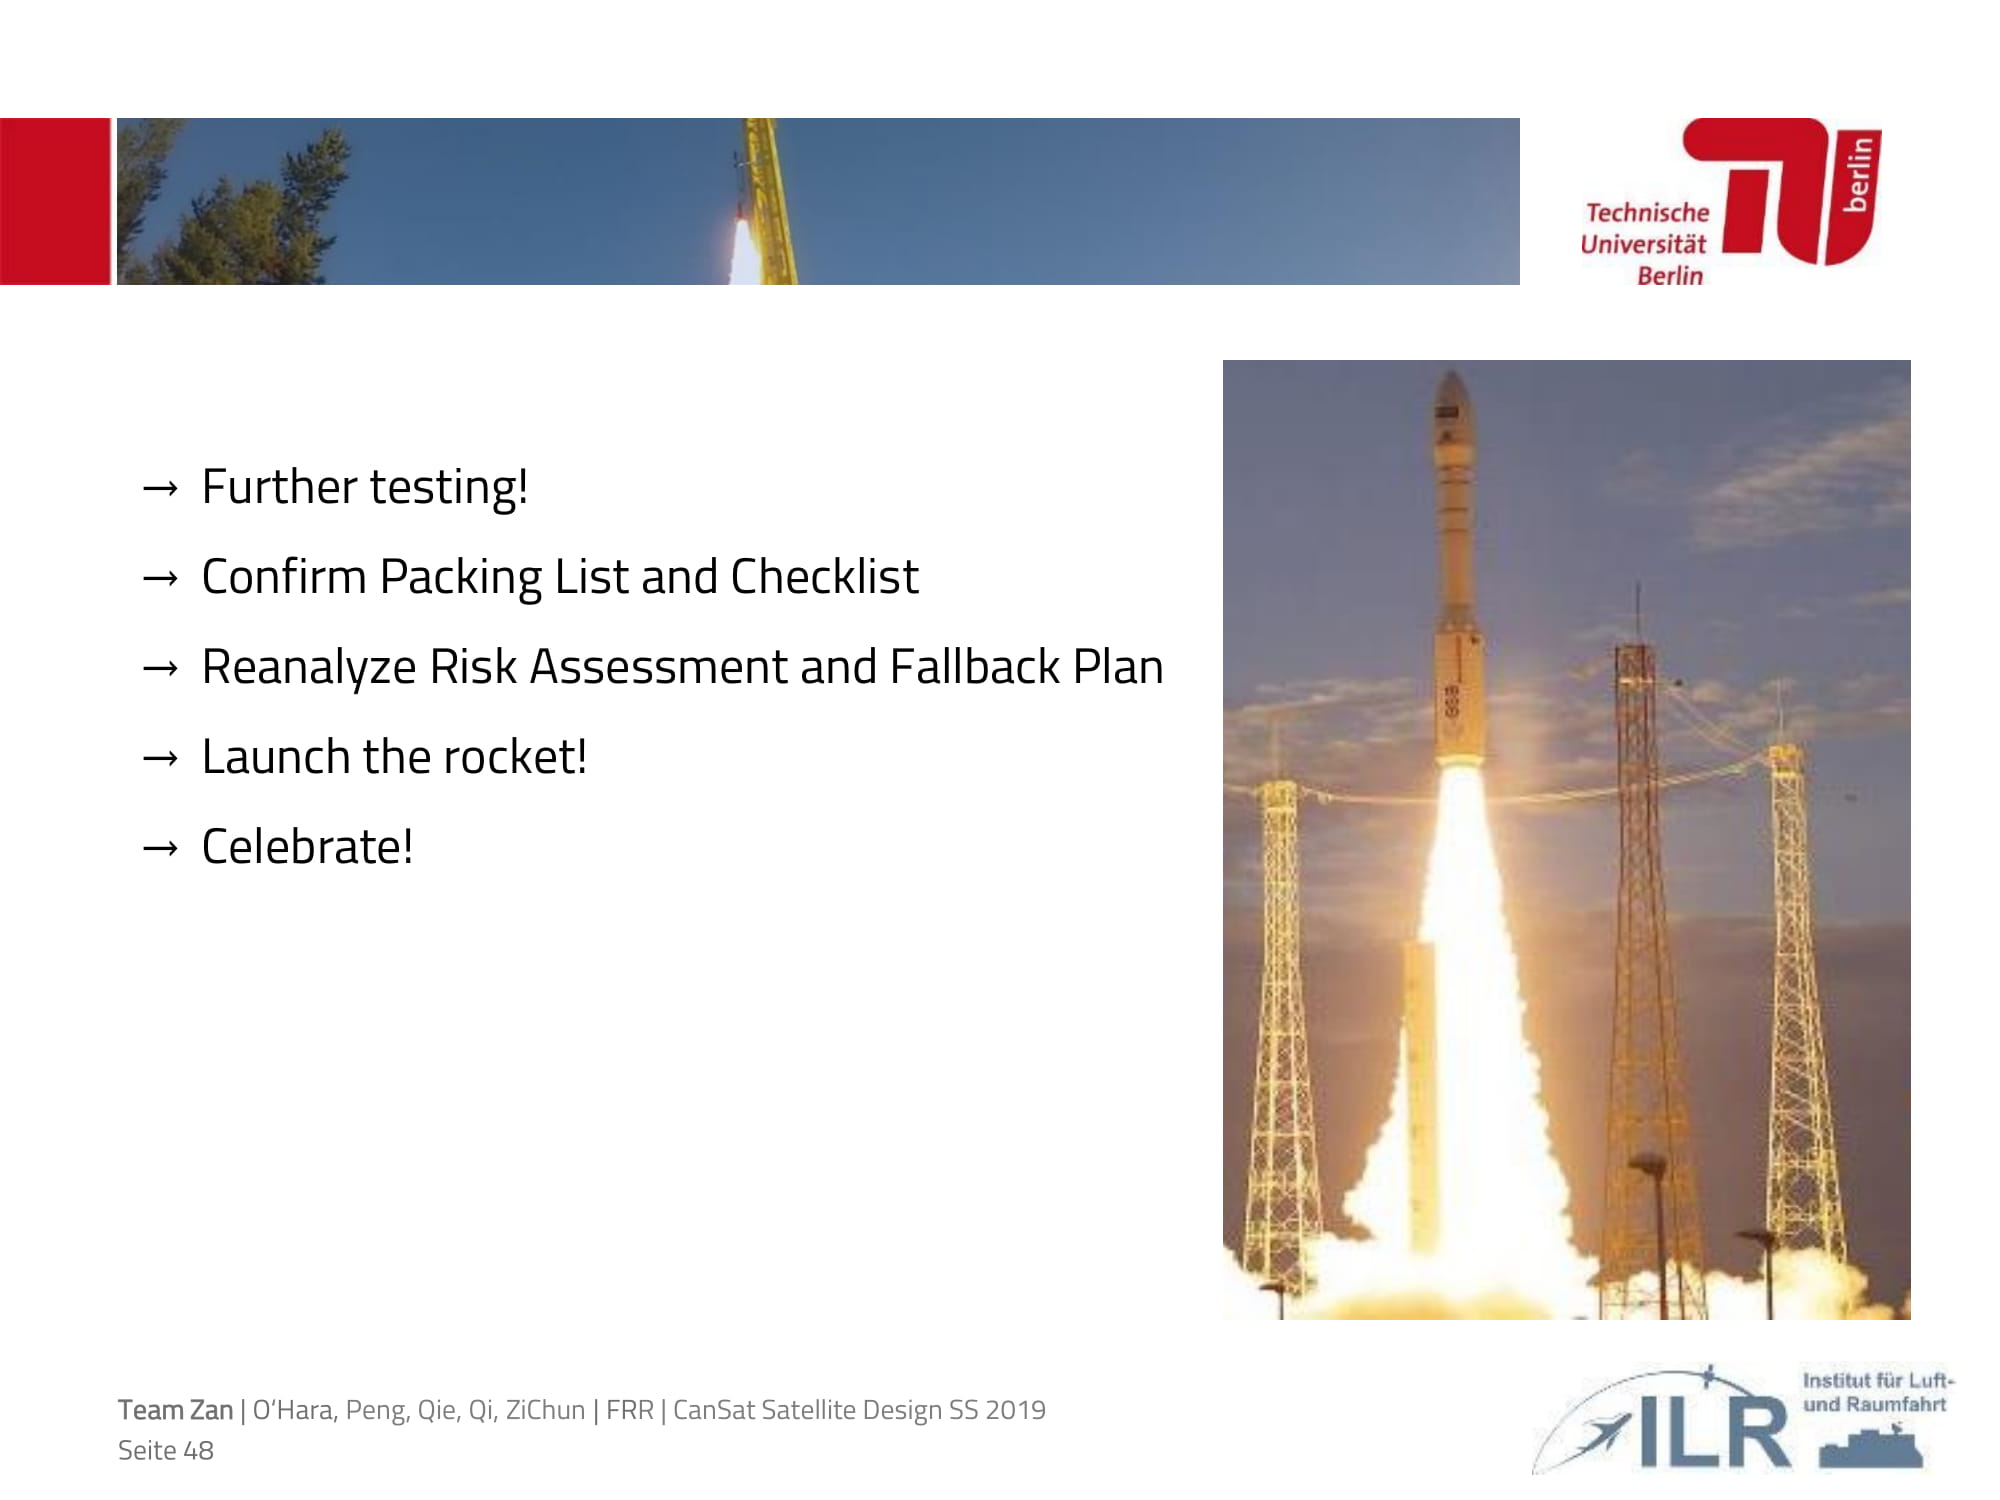 Technische
Universität
Berlin
berlin
→ Further testing!
→ Confirm Packing List and Checklist
→ Reanalyze Risk Assessment and Fallback Plan
→ Launch the rocket!
→ Celebrate!
Team Zan | O‘Hara, Peng, Qie, Qi, ZiChun | FRR | CanSat Satellite Design SS 2019
Seite 48
ILR
Institut für Luft-
und Raumfahrt